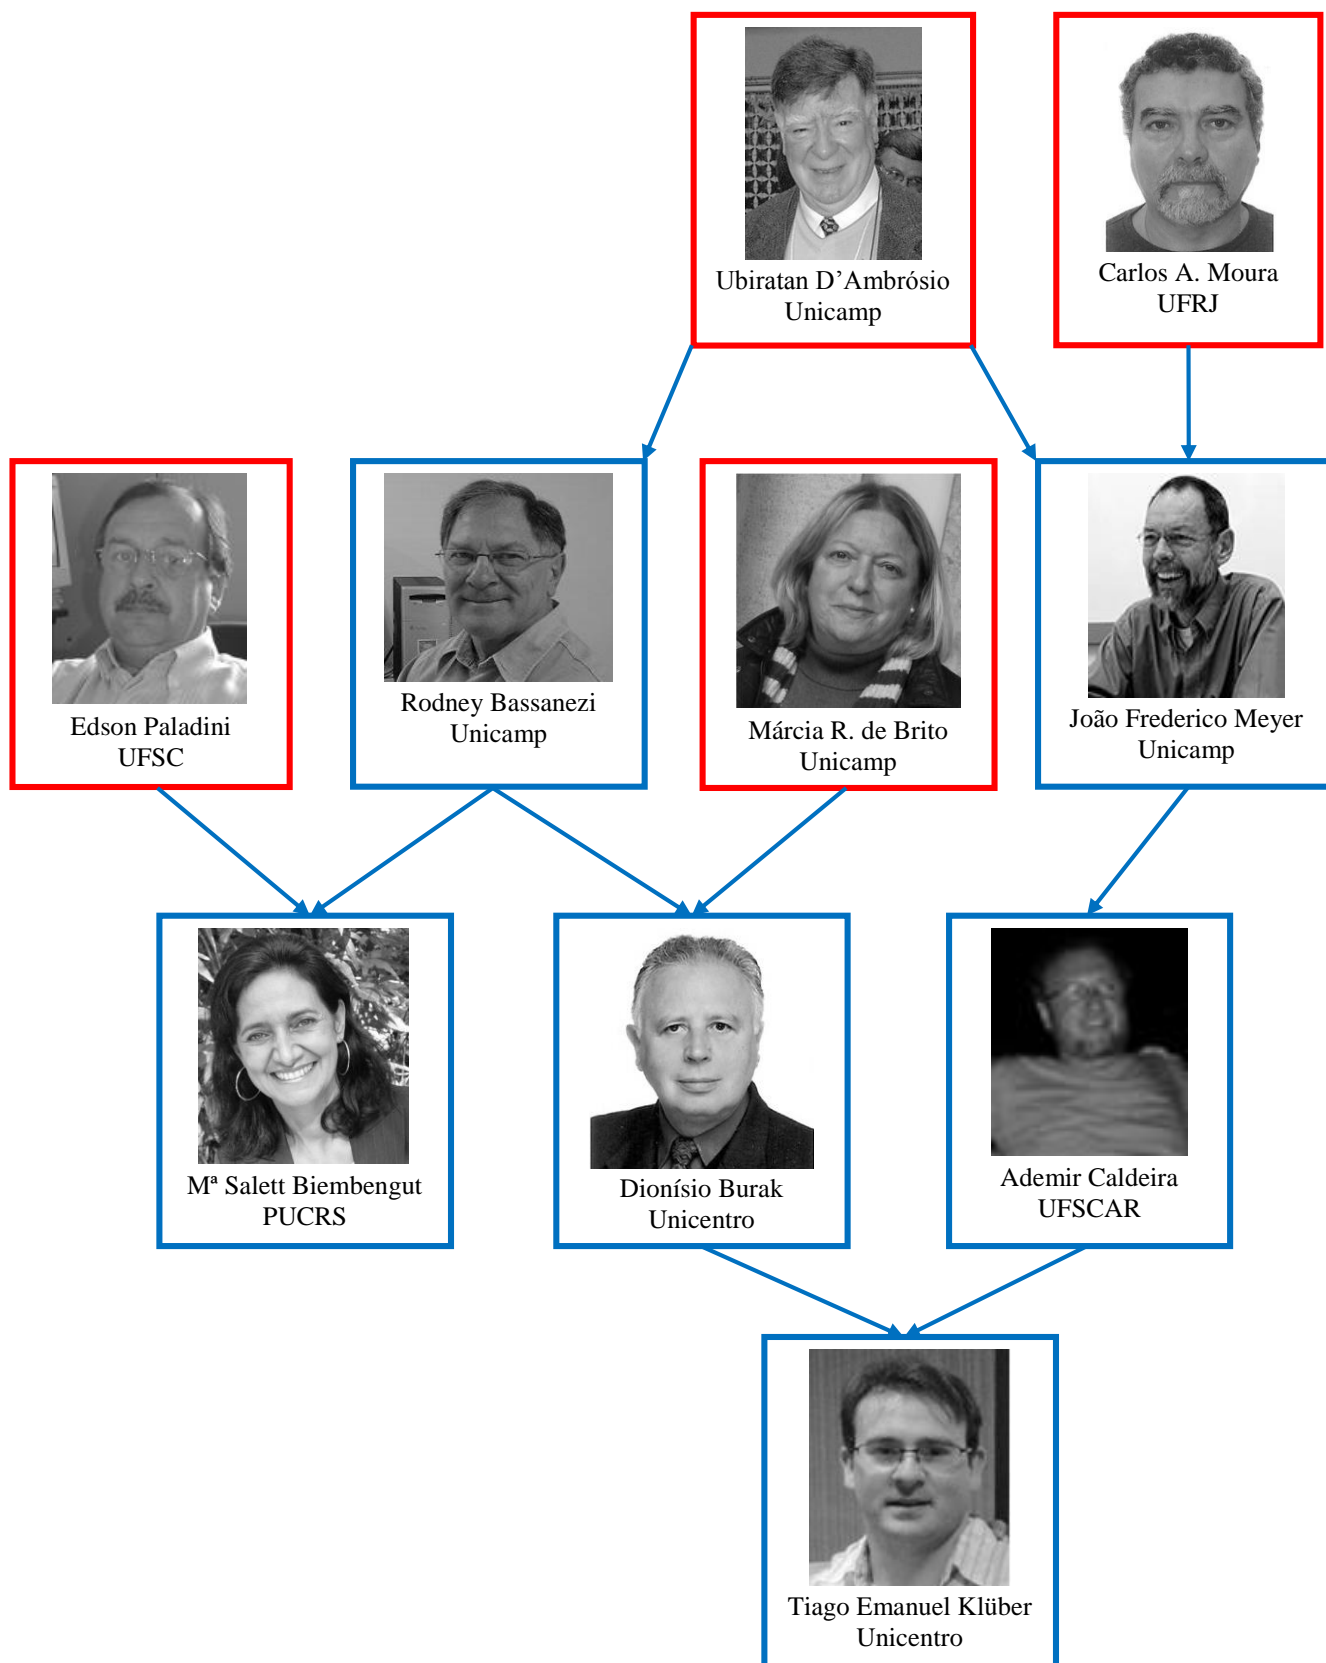 Ubiratan D’Ambrósio
Unicamp
Carlos A. Moura
UFRJ
Edson Paladini
UFSC
Rodney Bassanezi
Unicamp
Márcia R. de Brito
Unicamp
João Frederico Meyer
Unicamp
Mª Salett Biembengut
PUCRS
Dionísio Burak
Unicentro
Ademir Caldeira
UFSCAR
Tiago Emanuel Klüber
Unicentro